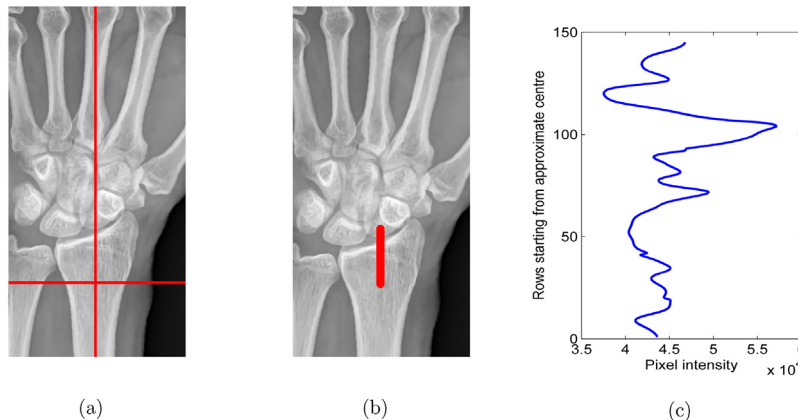 150
100
50
0
Rows starting from approximate centre
3.5 4 4.5 5 5.5
Pixel intensity
x 10
(a) (b) (c)